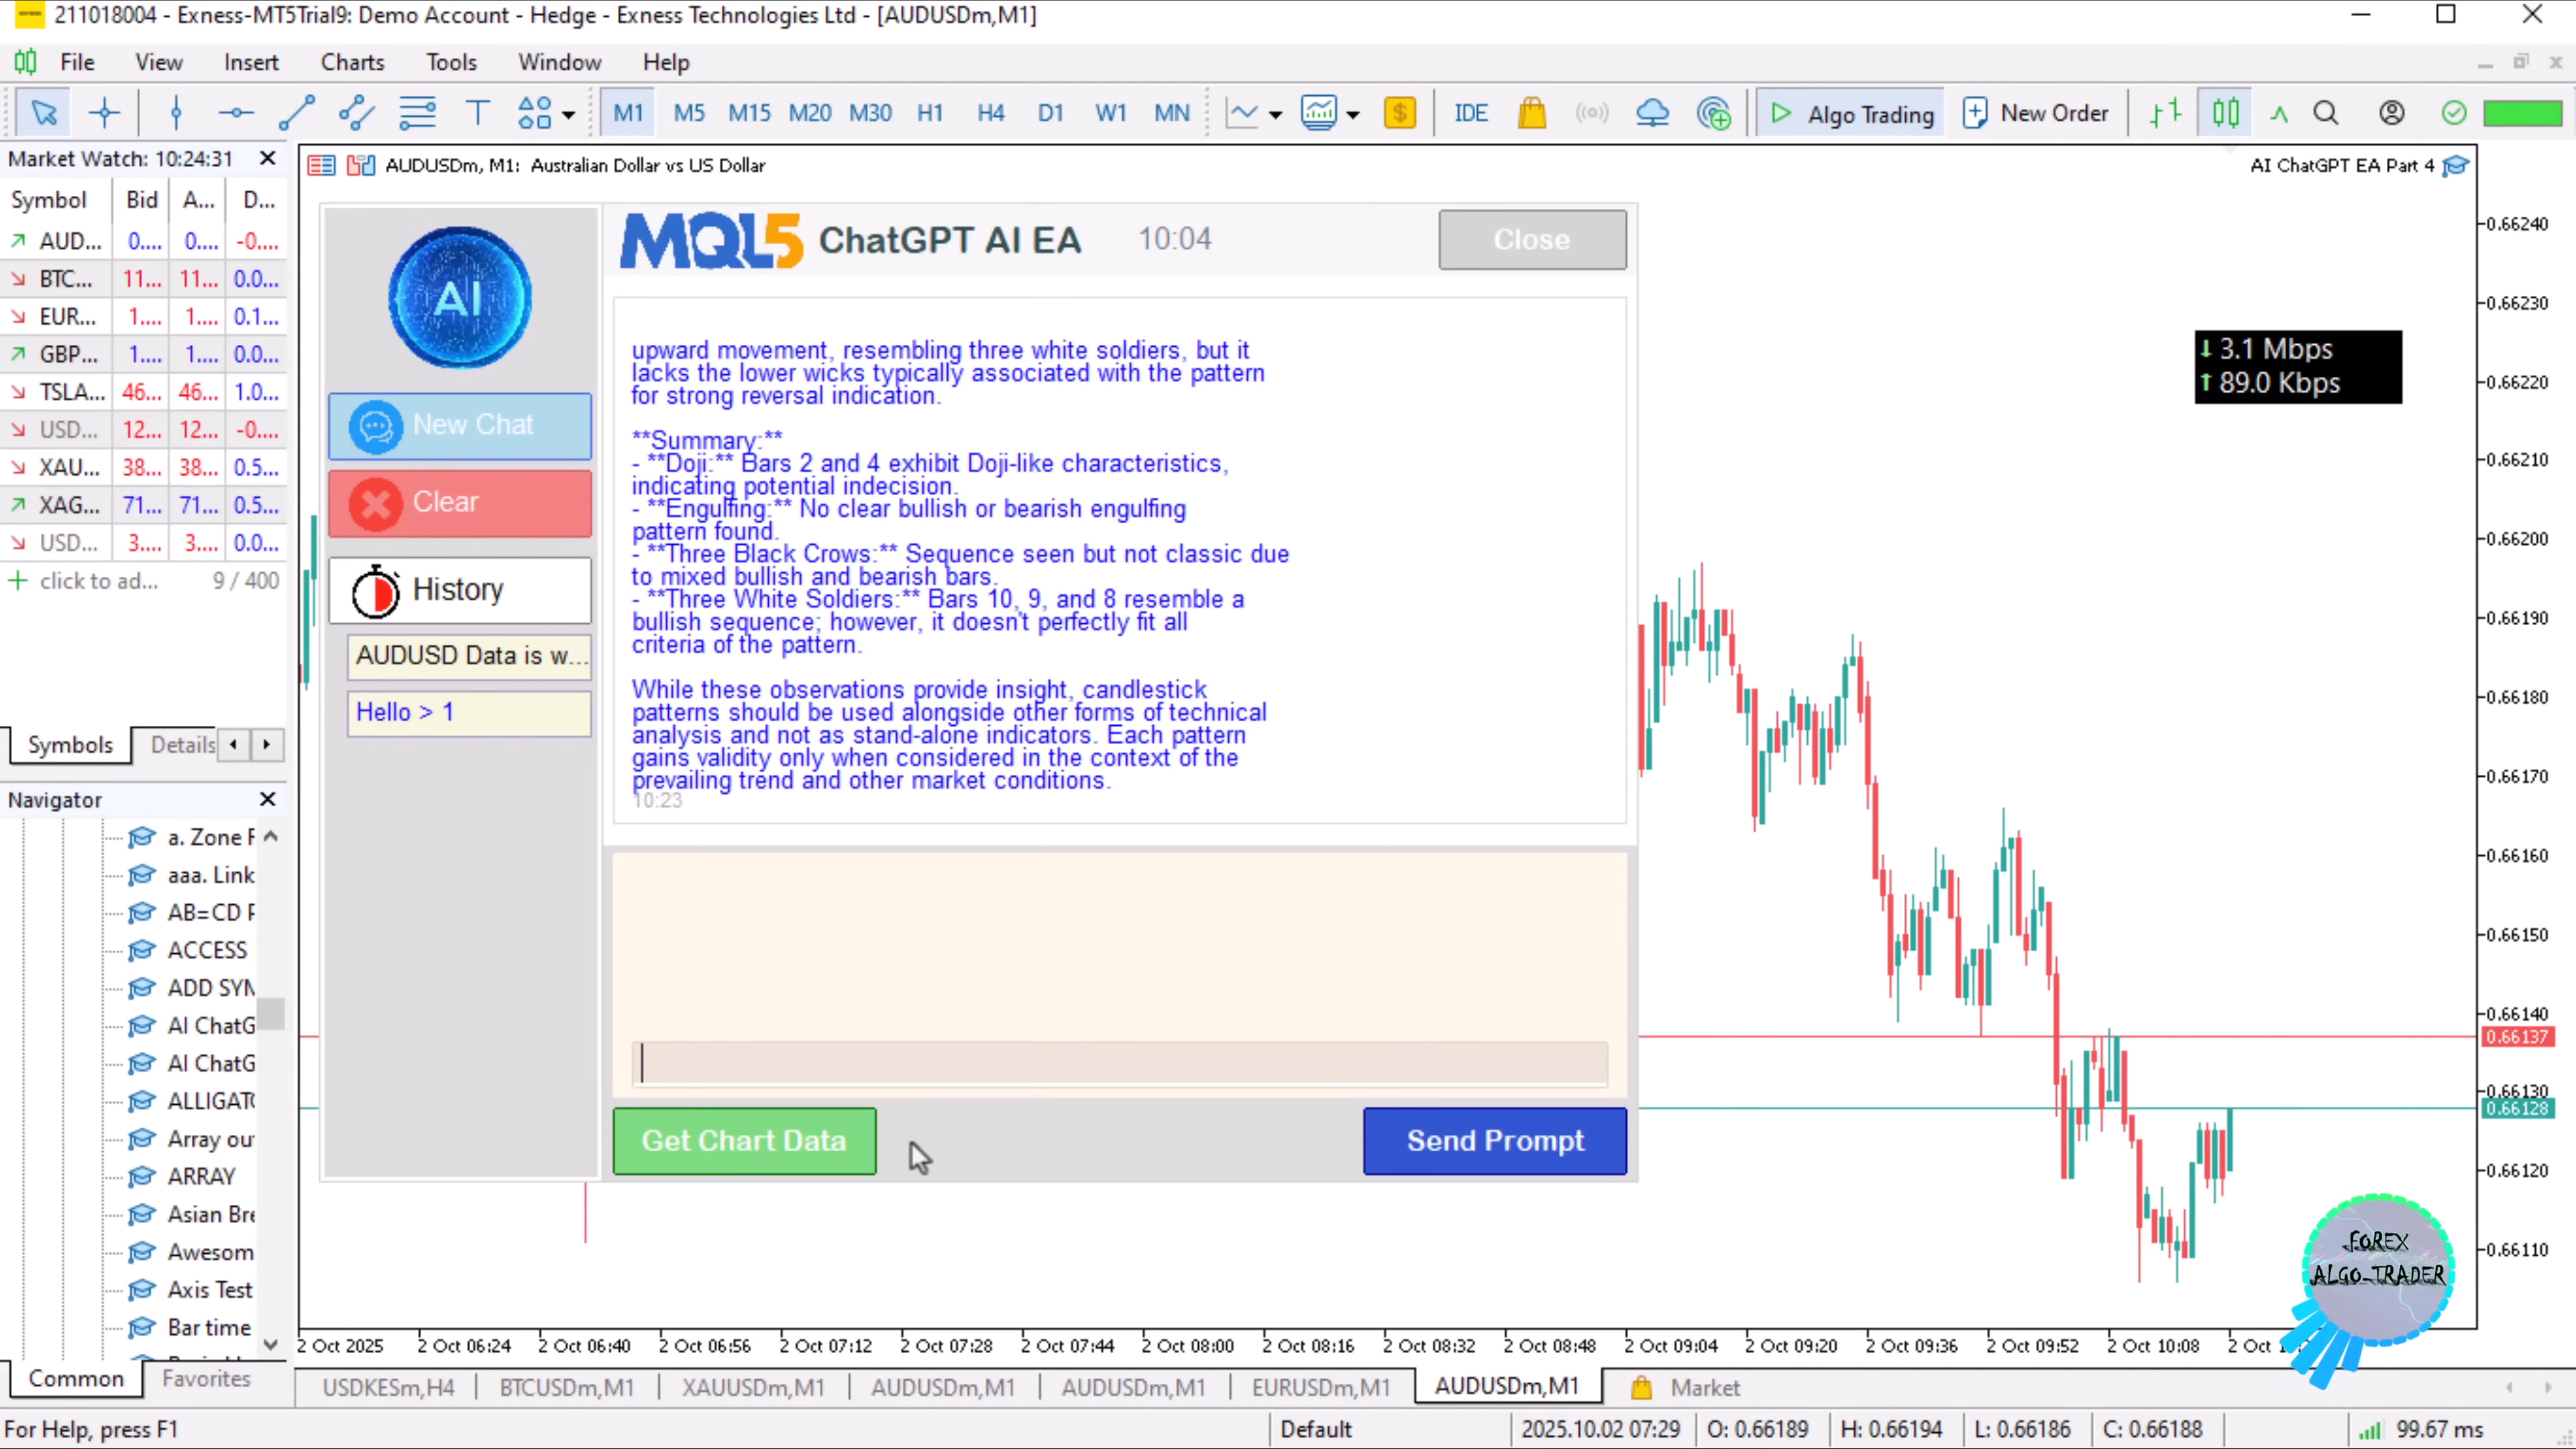 211018004 - Exness-MT5Trial9: Demo Account - Hedge - Exness Technologies Ltd - [AUDUSDm,M1]
File View Insert Charts Tools Window Help
M1 M5 M15 M20 M30 H1 H4 D1 W1 MN IDE Algo Trading New Order
Market Watch: 10:24:31
Symbol Bid A... D...
AUD... 0.... 0.... -0....
BTC... 11... 11... 0.0...
EUR... 1.... 1.... 0.1...
GBP... 1.... 1.... 0.0...
TSLA... 46... 46... 1.0...
USD... 12... 12... -0....
XAU... 38... 38... 0.5...
XAG... 71... 71... 0.5...
USD... 3.... 3.... 0.0...
click to ad... 9 / 400
Symbols Details
Navigator
a. Zone F
aaa. Link
AB=CD P
ACCESS
ADD SYM
AI ChatG
AI ChatG
ALLIGATO
Array ou
ARRAY
Asian Bre
Awesom
Axis Test
Bar time
Common Favorites
AUDUSDm, M1: Australian Dollar vs US Dollar
AI ChatGPT EA Part 4
AI
New Chat
Clear
History
AUDUSD Data is w...
Hello > 1
MQL5 ChatGPT AI EA 10:04 Close
upward movement, resembling three white soldiers, but it
lacks the lower wicks typically associated with the pattern
for strong reversal indication.
**Summary:**
- **Doji:** Bars 2 and 4 exhibit Doji-like characteristics,
indicating potential indecision.
- **Engulfing:** No clear bullish or bearish engulfing
pattern found.
- **Three Black Crows:** Sequence seen but not classic due
to mixed bullish and bearish bars.
- **Three White Soldiers:** Bars 10, 9, and 8 resemble a
bullish sequence; however, it doesn't perfectly fit all
criteria of the pattern.
While these observations provide insight, candlestick
patterns should be used alongside other forms of technical
analysis and not as stand-alone indicators. Each pattern
gains validity only when considered in the context of the
prevailing trend and other market conditions.
10:23
Get Chart Data
Send Prompt
3.1 Mbps
89.0 Kbps
0.66240
0.66230
0.66220
0.66210
0.66200
0.66190
0.66180
0.66170
0.66160
0.66150
0.66140
0.66137
0.66130
0.66128
0.66120
0.66110
FOREX
ALGO-TRADER
2 Oct 2025 2 Oct 06:24 2 Oct 06:40 2 Oct 06:56 2 Oct 07:12 2 Oct 07:28 2 Oct 07:44 2 Oct 08:00 2 Oct 08:16 2 Oct 08:32 2 Oct 08:48 2 Oct 09:04 2 Oct 09:20 2 Oct 09:36 2 Oct 09:52 2 Oct 10:08 2 Oct
USDKESm,H4 BTCUSDm,M1 XAUUSDm,M1 AUDUSDm,M1 AUDUSDm,M1 EURUSDm,M1 AUDUSDm,M1 Market
For Help, press F1 Default 2025.10.02 07:29 O: 0.66189 H: 0.66194 L: 0.66186 C: 0.66188 99.67 ms